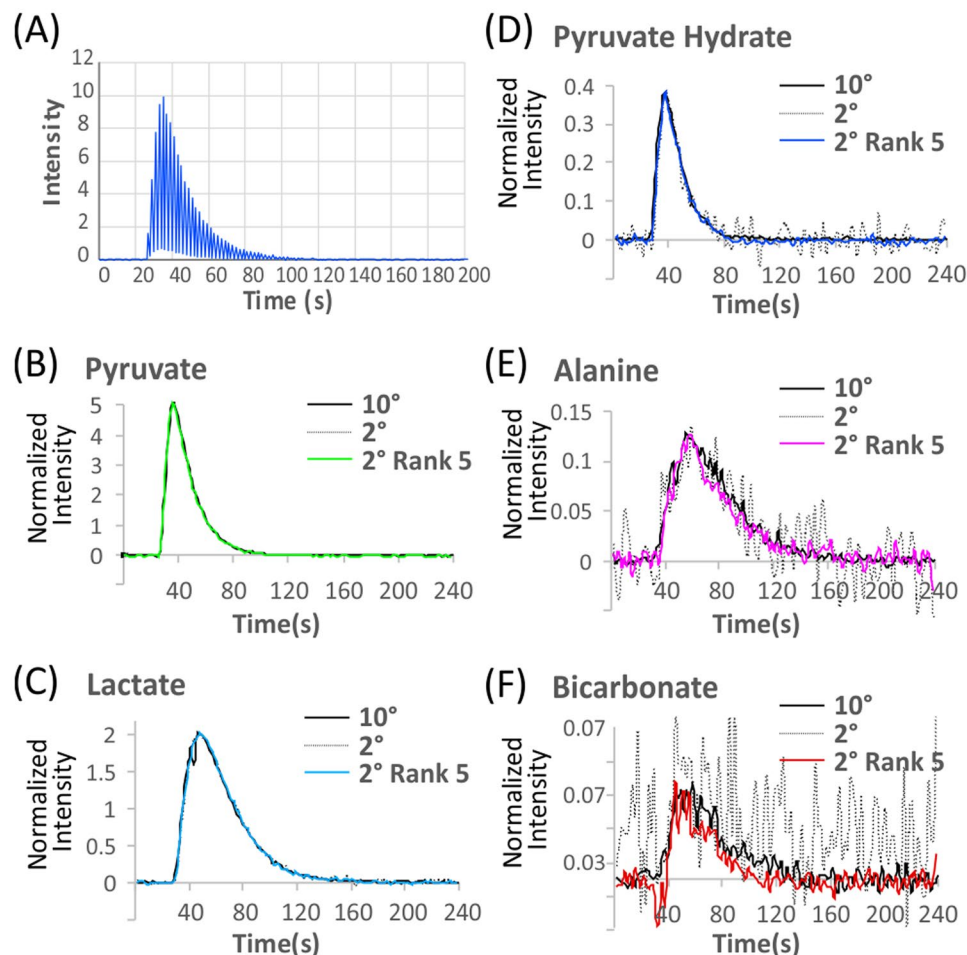 (A)
Intensity
12
10
8
6
4
2
0
0 20 40 60 80 100 120 140 160 180 200
Time (s)
(B) Pyruvate
Normalized
Intensity
5
4
3
2
1
0
10°
2°
2° Rank 5
40 80 120 160 200 240
Time(s)
(C) Lactate
Normalized
Intensity
2
1.5
1
0.5
0
10°
2°
2° Rank 5
40 80 120 160 200 240
Time(s)
(D) Pyruvate Hydrate
Normalized
Intensity
0.4
0.3
0.2
0.1
0
10°
2°
2° Rank 5
40 80 120 160 200 240
Time(s)
(E) Alanine
Normalized
Intensity
0.15
0.1
0.05
0
10°
2°
2° Rank 5
40 80 120 160 200 240
Time(s)
(F) Bicarbonate
Normalized
Intensity
0.07
0.07
0.03
10°
2°
2° Rank 5
40 80 120 160 200 240
Time(s)